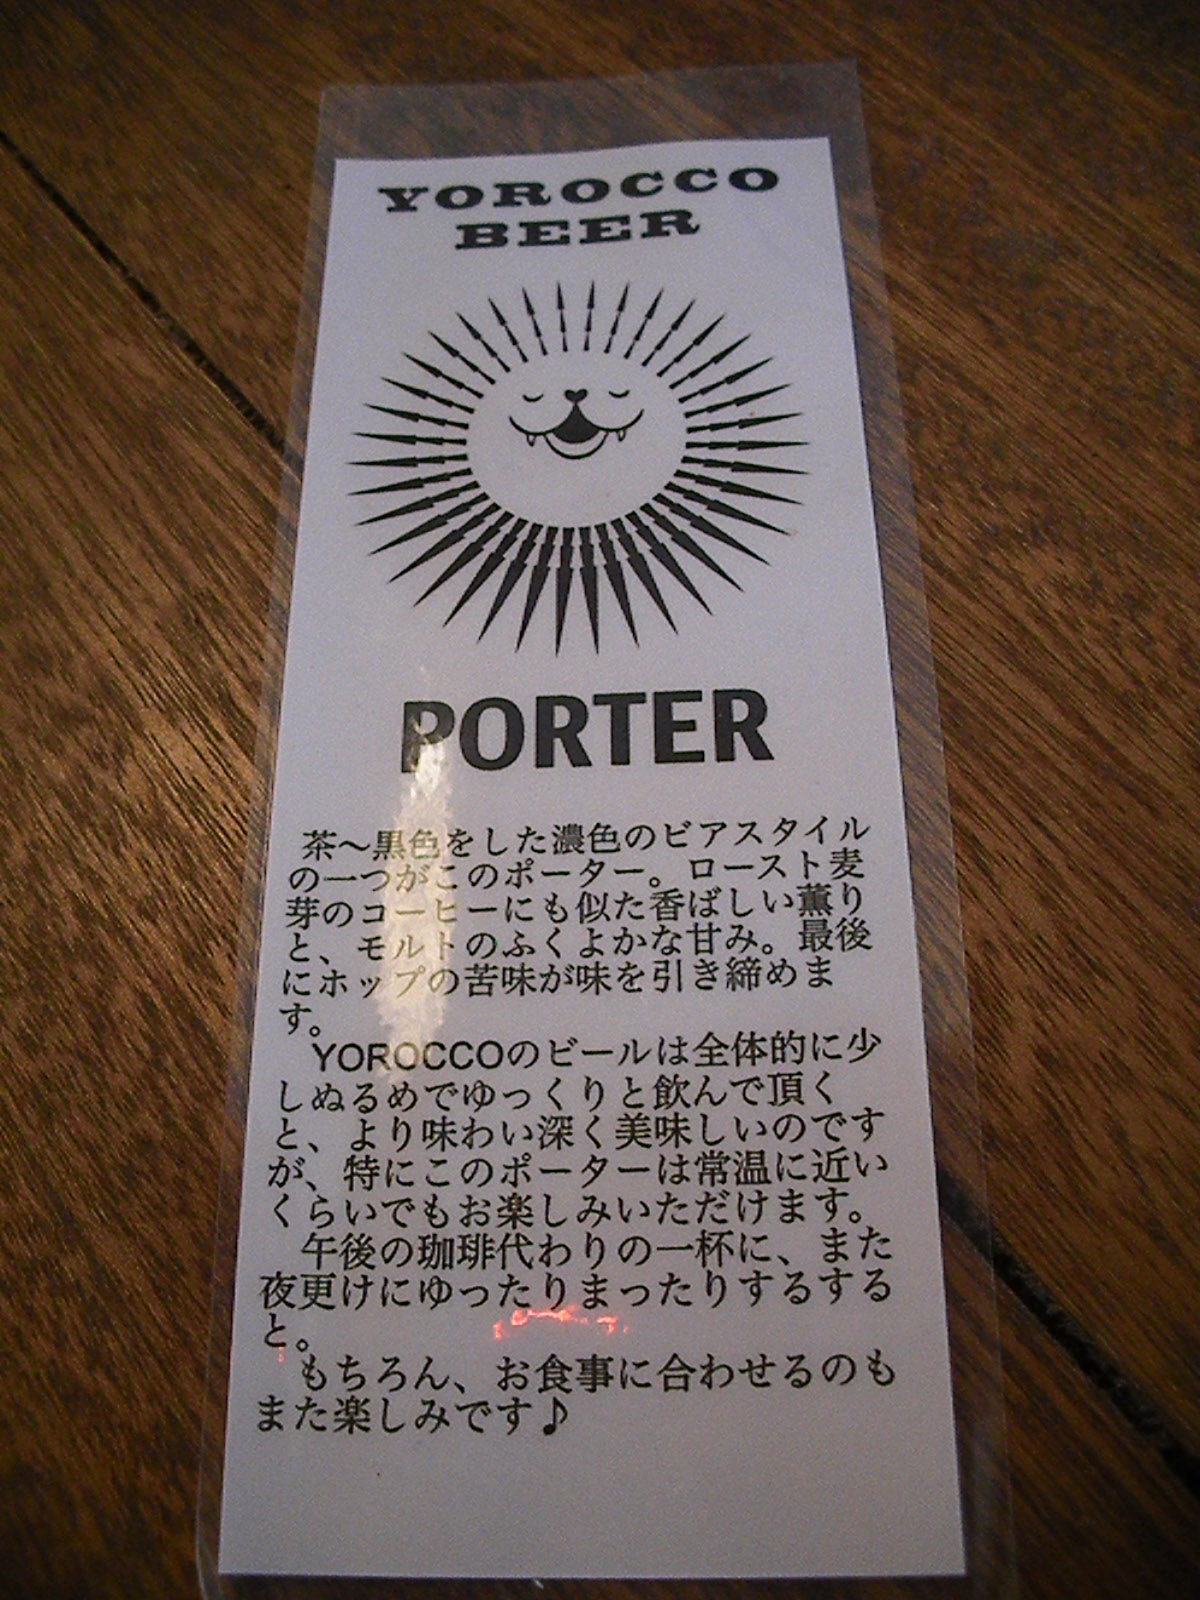 YOROCCO
BEER
PORTER
茶～黒色をした濃色のビアスタイル
の一つがこのポーター。ロースト麦
芽のコーヒーにも似た香ばしい薫り
と、モルトのふくよかな甘み。最後
にホップの苦味が味を引き締めま
す。
YOROCCOのビールは全体的に少
しぬるめでゆっくりと飲んで頂く
と、より味わい深く美味しいのです
が、特にこのポーターは常温に近い
くらいでもお楽しみいただけます。
午後の珈琲代わりの一杯に、また
夜更けにゆったりまったりするする
と。
もちろん、お食事に合わせるのも
また楽しみです♪